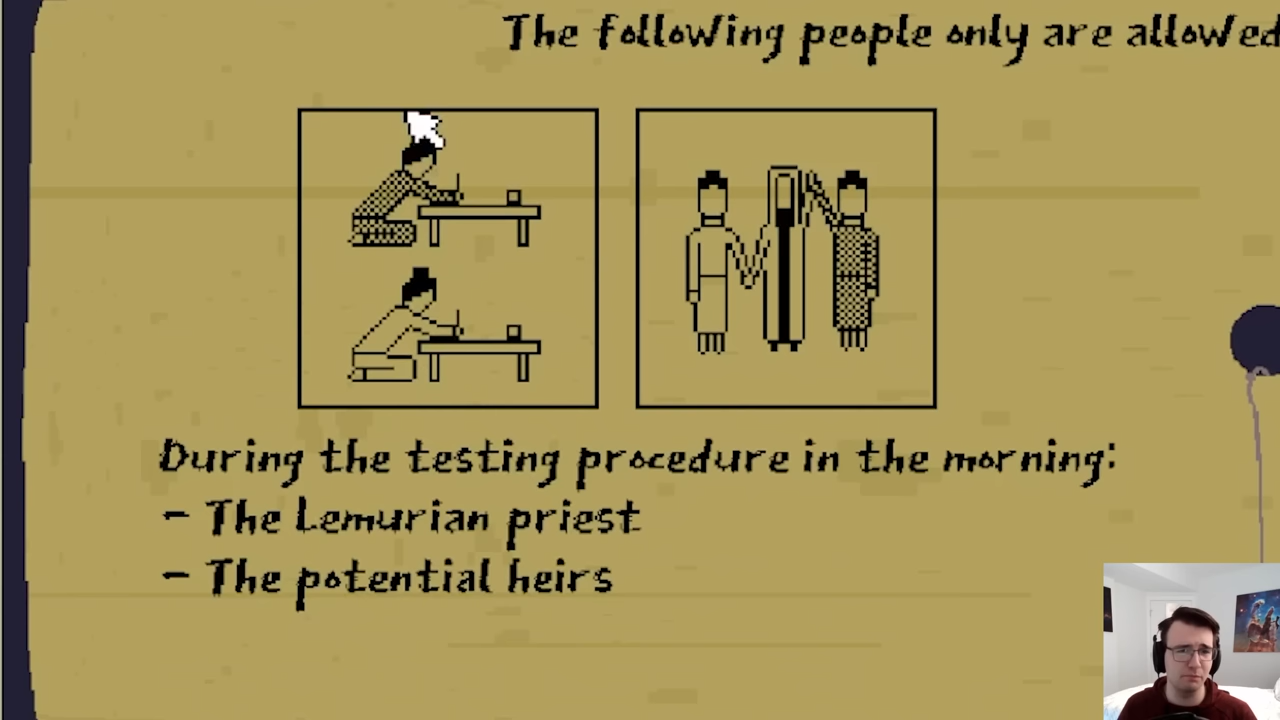 The following people only are allowed
During the testing procedure in the morning:
- The Lemurian priest
- The potential heirs